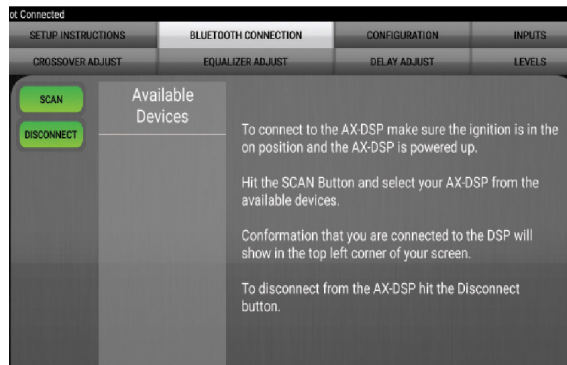 ot Connected
SETUP INSTRUCTIONS
BLUETOOTH CONNECTION
CONFIGURATION
INPUTS
CROSSOVER ADJUST
EQUALIZER ADJUST
DELAY ADJUST
LEVELS
SCAN
DISCONNECT
Available
Devices
To connect to the AX-DSP make sure the ignition is in the
on position and the AX-DSP is powered up.
Hit the SCAN Button and select your AX-DSP from the
available devices.
Conformation that you are connected to the DSP will
show in the top left corner of your screen.
To disconnect from the AX-DSP hit the Disconnect
button.